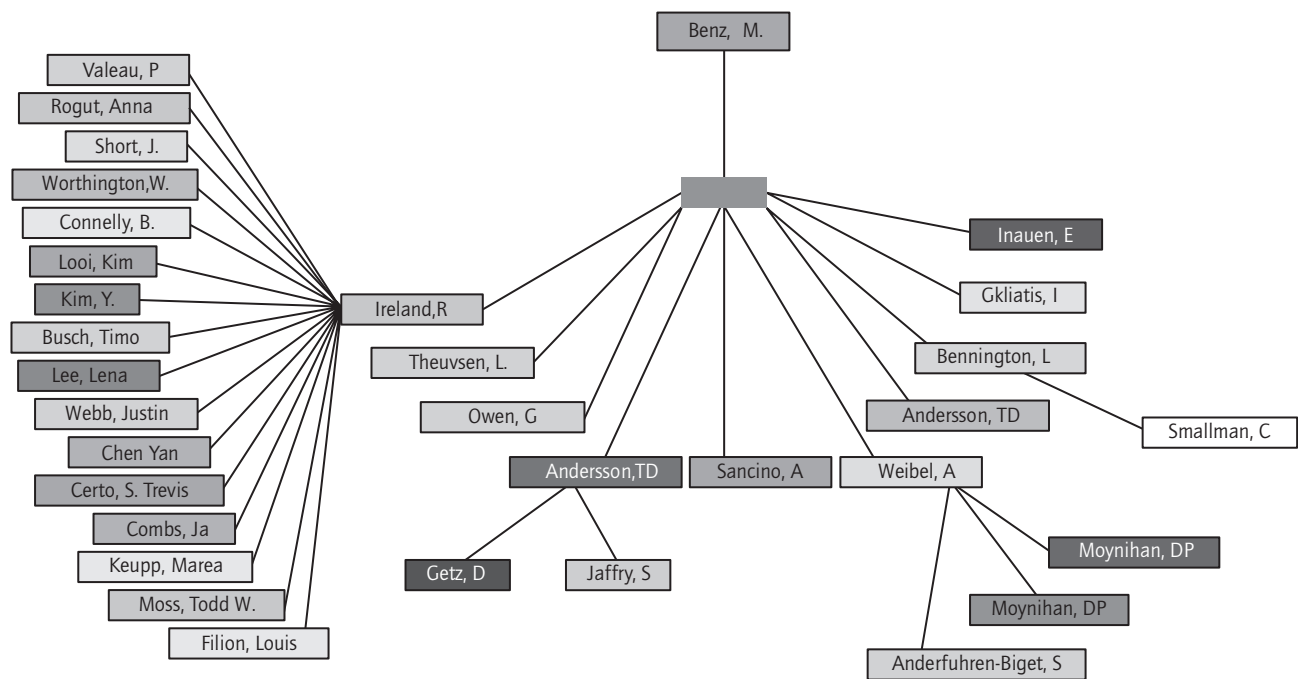 Benz, M.
Valeau, P
Rogut, Anna
Short, J.
Worthington,W.
Connelly, B.
Looi, Kim
Kim, Y.
Busch, Timo
Lee, Lena
Webb, Justin
Chen Yan
Certo, S. Trevis
Combs, Ja
Keupp, Marea
Moss, Todd W.
Filion, Louis
Ireland,R
Theuvsen, L.
Owen, G
Andersson,TD
Getz, D
Jaffry, S
Sancino, A
Weibel, A
Inauen, E
Gkliatis, I
Bennington, L
Andersson, TD
Smallman, C
Moynihan, DP
Moynihan, DP
Anderfuhren-Biget, S